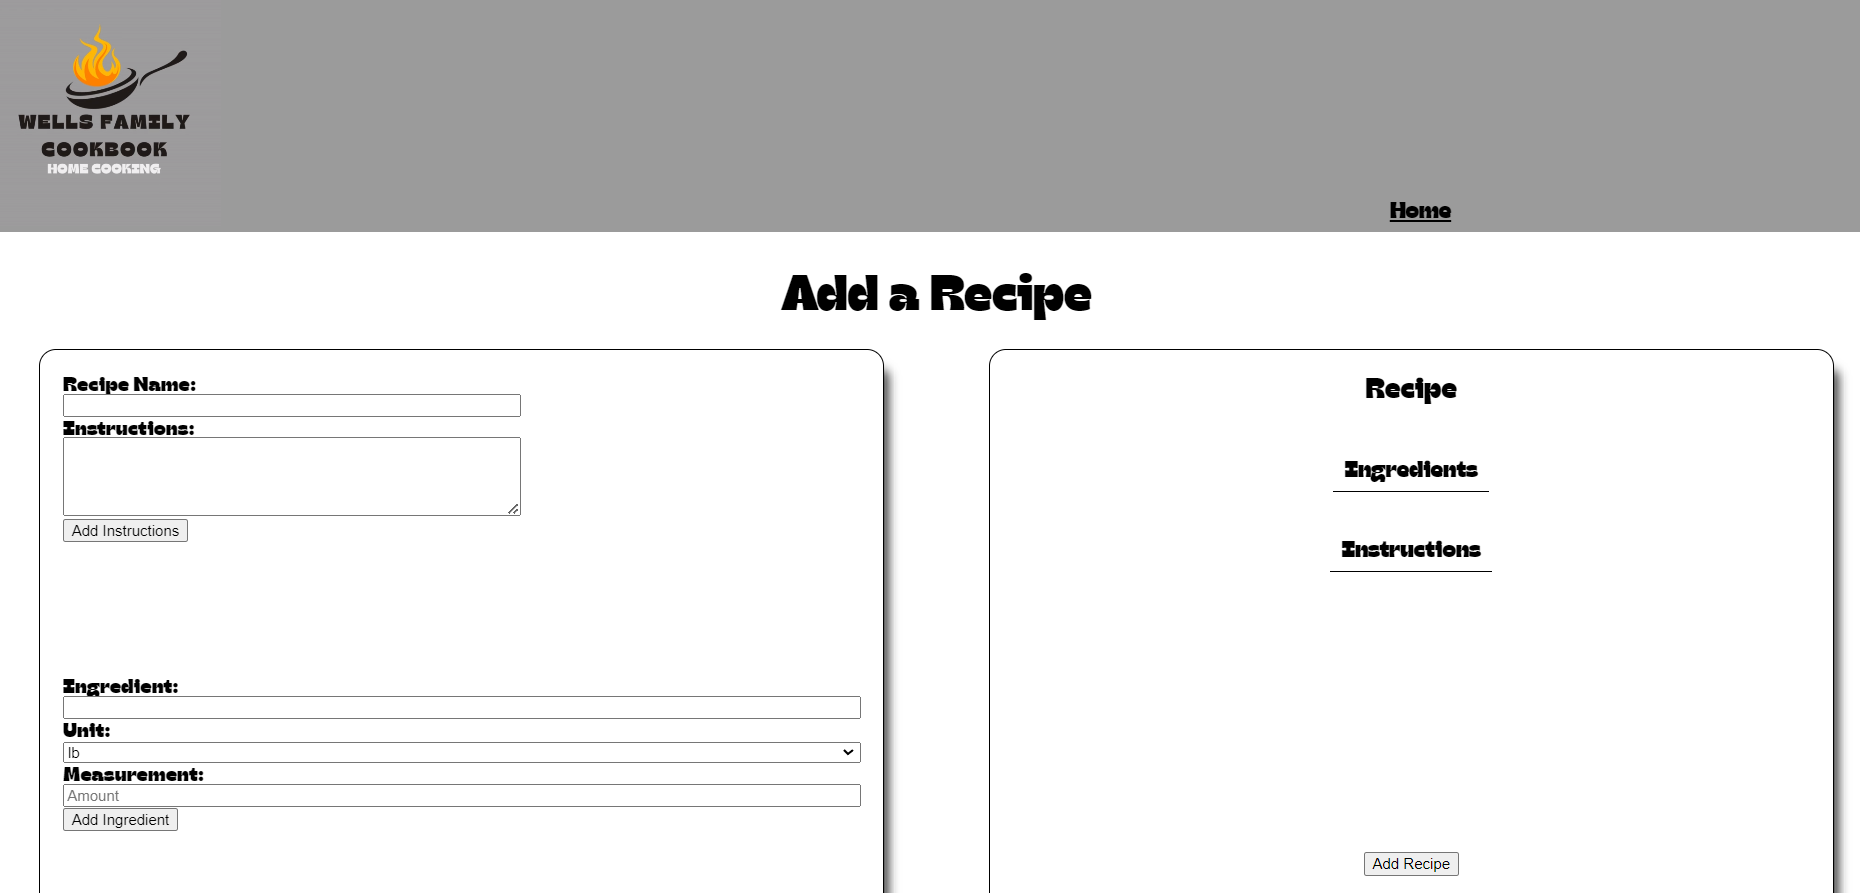 WELLS FAMILY
COOKBOOK
HOME COOKING
Home
Add a Recipe
Recipe Name:
Instructions:
Add Instructions
Ingredient:
Unit:
lb
Measurement:
Amount
Add Ingredient
Recipe
Ingredients
Instructions
Add Recipe